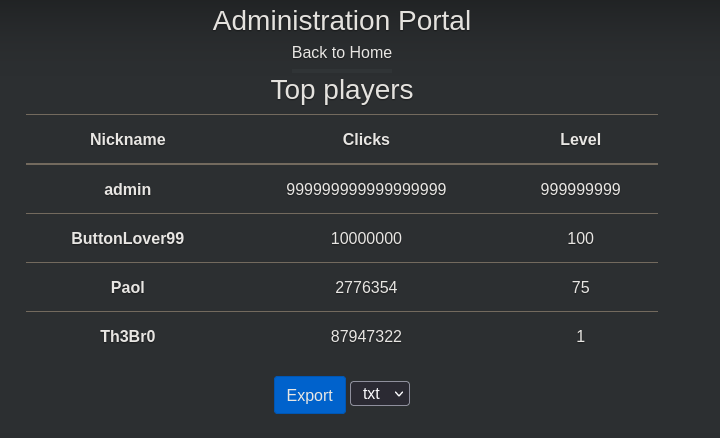 Administration Portal
Back to Home
Top players
Nickname Clicks Level
admin 999999999999999999 999999999
ButtonLover99 10000000 100
Paol 2776354 75
Th3Br0 87947322 1
Export txt